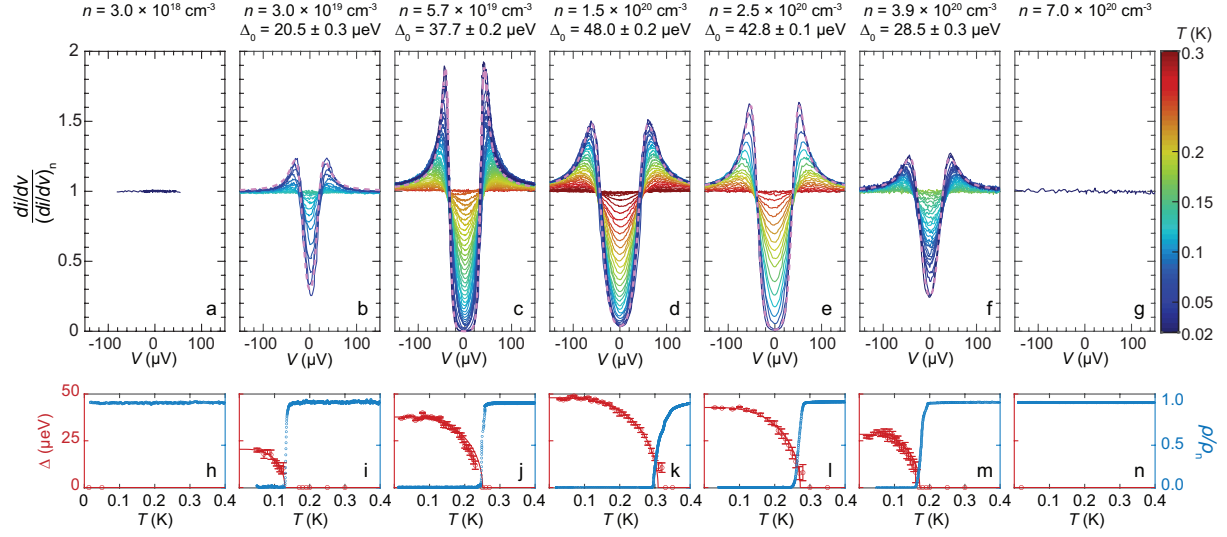 n = 3.0 × 10¹⁸ cm⁻³
n = 3.0 × 10¹⁹ cm⁻³
Δ₀ = 20.5 ± 0.3 µeV
n = 5.7 × 10¹⁹ cm⁻³
Δ₀ = 37.7 ± 0.2 µeV
n = 1.5 × 10²⁰ cm⁻³
Δ₀ = 48.0 ± 0.2 µeV
n = 2.5 × 10²⁰ cm⁻³
Δ₀ = 42.8 ± 0.1 µeV
n = 3.9 × 10²⁰ cm⁻³
Δ₀ = 28.5 ± 0.3 µeV
n = 7.0 × 10²⁰ cm⁻³
T (K)
0.3
0.2
0.1
0.05
0.02
2
1.5
1
0.5
0
di/dv
(di/dv)ₙ
a
b
c
d
e
f
g
-100 0 100
-100 0 100
-100 0 100
-100 0 100
-100 0 100
-100 0 100
-100 0 100
V (µV)
V (µV)
V (µV)
V (µV)
V (µV)
V (µV)
V (µV)
50
25
0
Δ (µeV)
h
i
j
k
l
m
n
1.0
0.5
0.0
ρ/ρₙ
0 0.1 0.2 0.3 0.4
0.1 0.2 0.3 0.4
0.1 0.2 0.3 0.4
0.1 0.2 0.3 0.4
0.1 0.2 0.3 0.4
0.1 0.2 0.3 0.4
0.1 0.2 0.3 0.4
T (K)
T (K)
T (K)
T (K)
T (K)
T (K)
T (K)